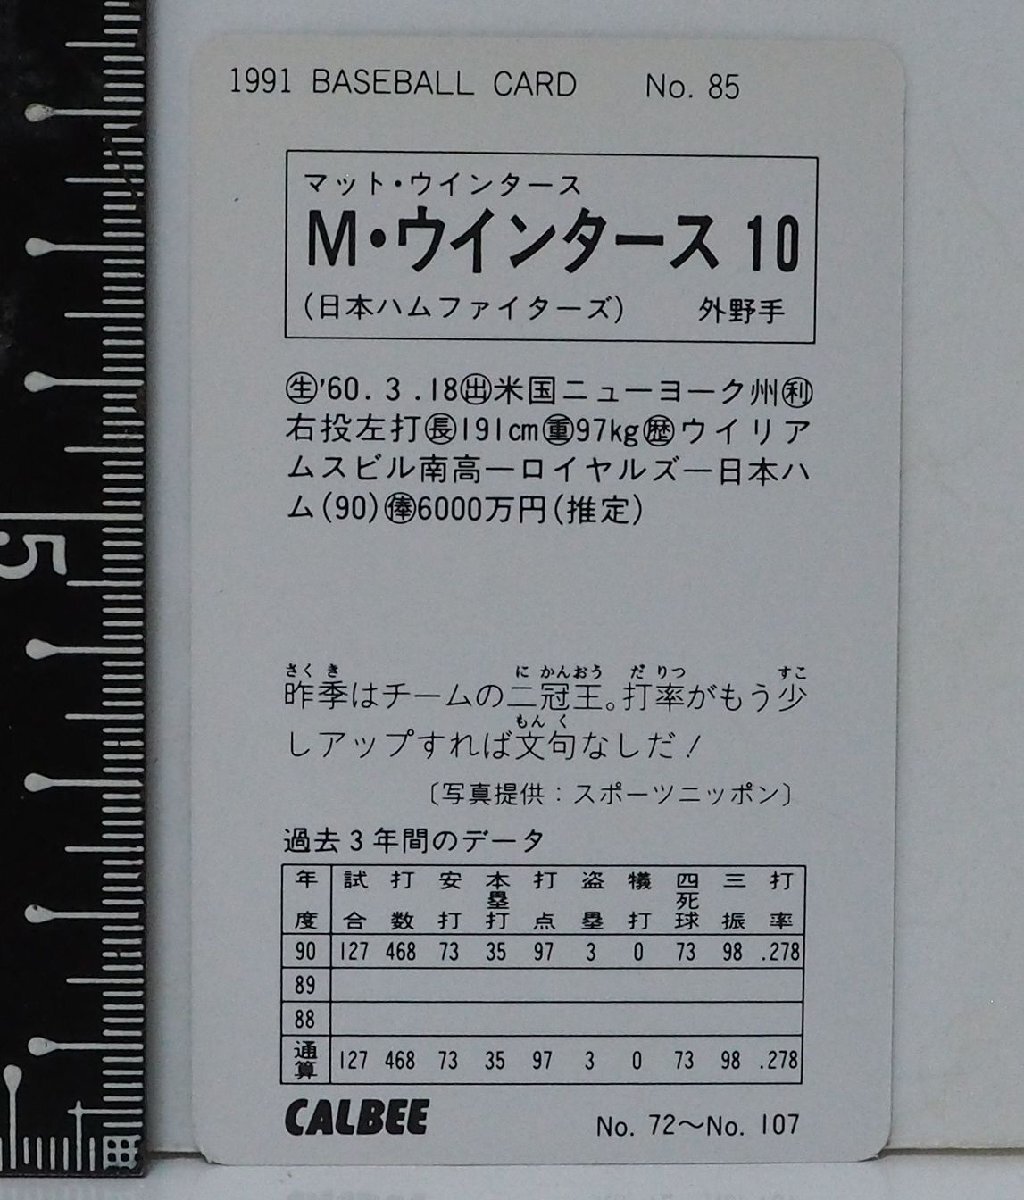 1991 BASEBALL CARD No. 85
マット・ウインタース
M・ウインタース 10
(日本ハムファイターズ) 外野手
㊤'60. 3 .18㊤米国ニューヨーク州㊤
右投左打㊤191cm㊤97kg㊤ウイリア
ムスビル南高―ロイヤルズ―日本ハ
ム(90)㊤6000万円(推定)
さくき にかんおう だりつ すこ
昨季はチームの二冠王。打率がもう少
もんく
しアップすれば文句なしだ!
〔写真提供:スポーツニッポン〕
過去3年間のデータ
年度 試合 打数 安打 本塁打 打点 盗塁 犠打 四死球 三振 打率
90 127 468 73 35 97 3 0 73 98 .278
89
88
通算 127 468 73 35 97 3 0 73 98 .278
CALBEE No. 72〜No. 107
5